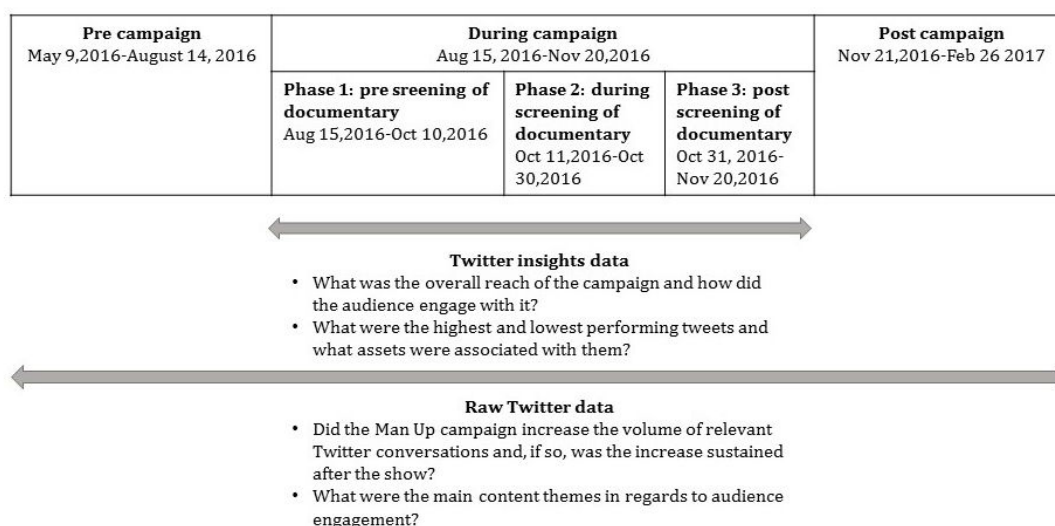 Pre campaign
May 9,2016-August 14, 2016
During campaign
Aug 15, 2016-Nov 20,2016
Post campaign
Nov 21,2016-Feb 26 2017
Phase 1: pre sreening of
documentary
Aug 15,2016-Oct 10,2016
Phase 2: during
screening of
documentary
Oct 11,2016-Oct
30,2016
Phase 3: post
screening of
documentary
Oct 31, 2016-
Nov 20,2016
Twitter insights data
• What was the overall reach of the campaign and how did
the audience engage with it?
• What were the highest and lowest performing tweets and
what assets were associated with them?
Raw Twitter data
• Did the Man Up campaign increase the volume of relevant
Twitter conversations and, if so, was the increase sustained
after the show?
• What were the main content themes in regards to audience
engagement?